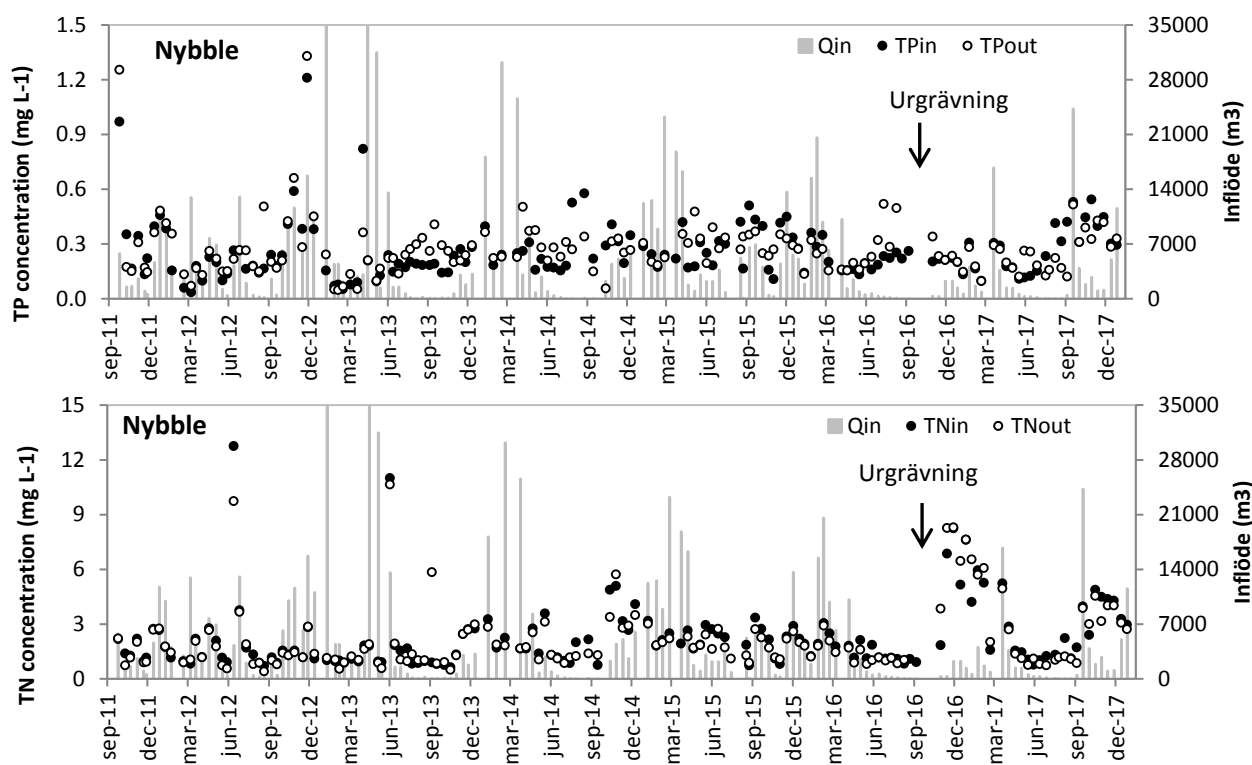 Nybble
Qin TPin TPout
Urgrävning
TP concentration (mg L-1)
1.5
1.2
0.9
0.6
0.3
0.0
35000
28000
21000
14000
7000
0
Inflöde (m3)
sep-11
dec-11
mar-12
jun-12
sep-12
dec-12
mar-13
jun-13
sep-13
dec-13
mar-14
jun-14
sep-14
dec-14
mar-15
jun-15
sep-15
dec-15
mar-16
jun-16
sep-16
dec-16
mar-17
jun-17
sep-17
dec-17
Nybble
Qin TNin TNout
Urgrävning
TN concentration (mg L-1)
15
12
9
6
3
0
35000
28000
21000
14000
7000
0
Inflöde (m3)
sep-11
dec-11
mar-12
jun-12
sep-12
dec-12
mar-13
jun-13
sep-13
dec-13
mar-14
jun-14
sep-14
dec-14
mar-15
jun-15
sep-15
dec-15
mar-16
jun-16
sep-16
dec-16
mar-17
jun-17
sep-17
dec-17